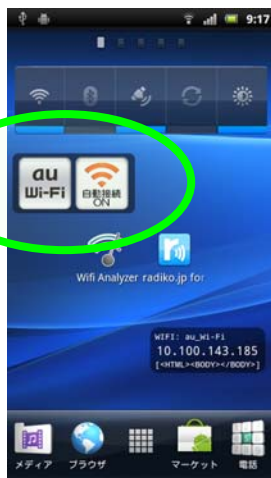 9:17
au
Wi-Fi
自動接続
ON
Wifi Analyzer radiko.jp for
WIFI: au_Wi-Fi
10.100.143.185
[<HTML><BODY></BODY>]
メディア ブラウザ マーケット 電話